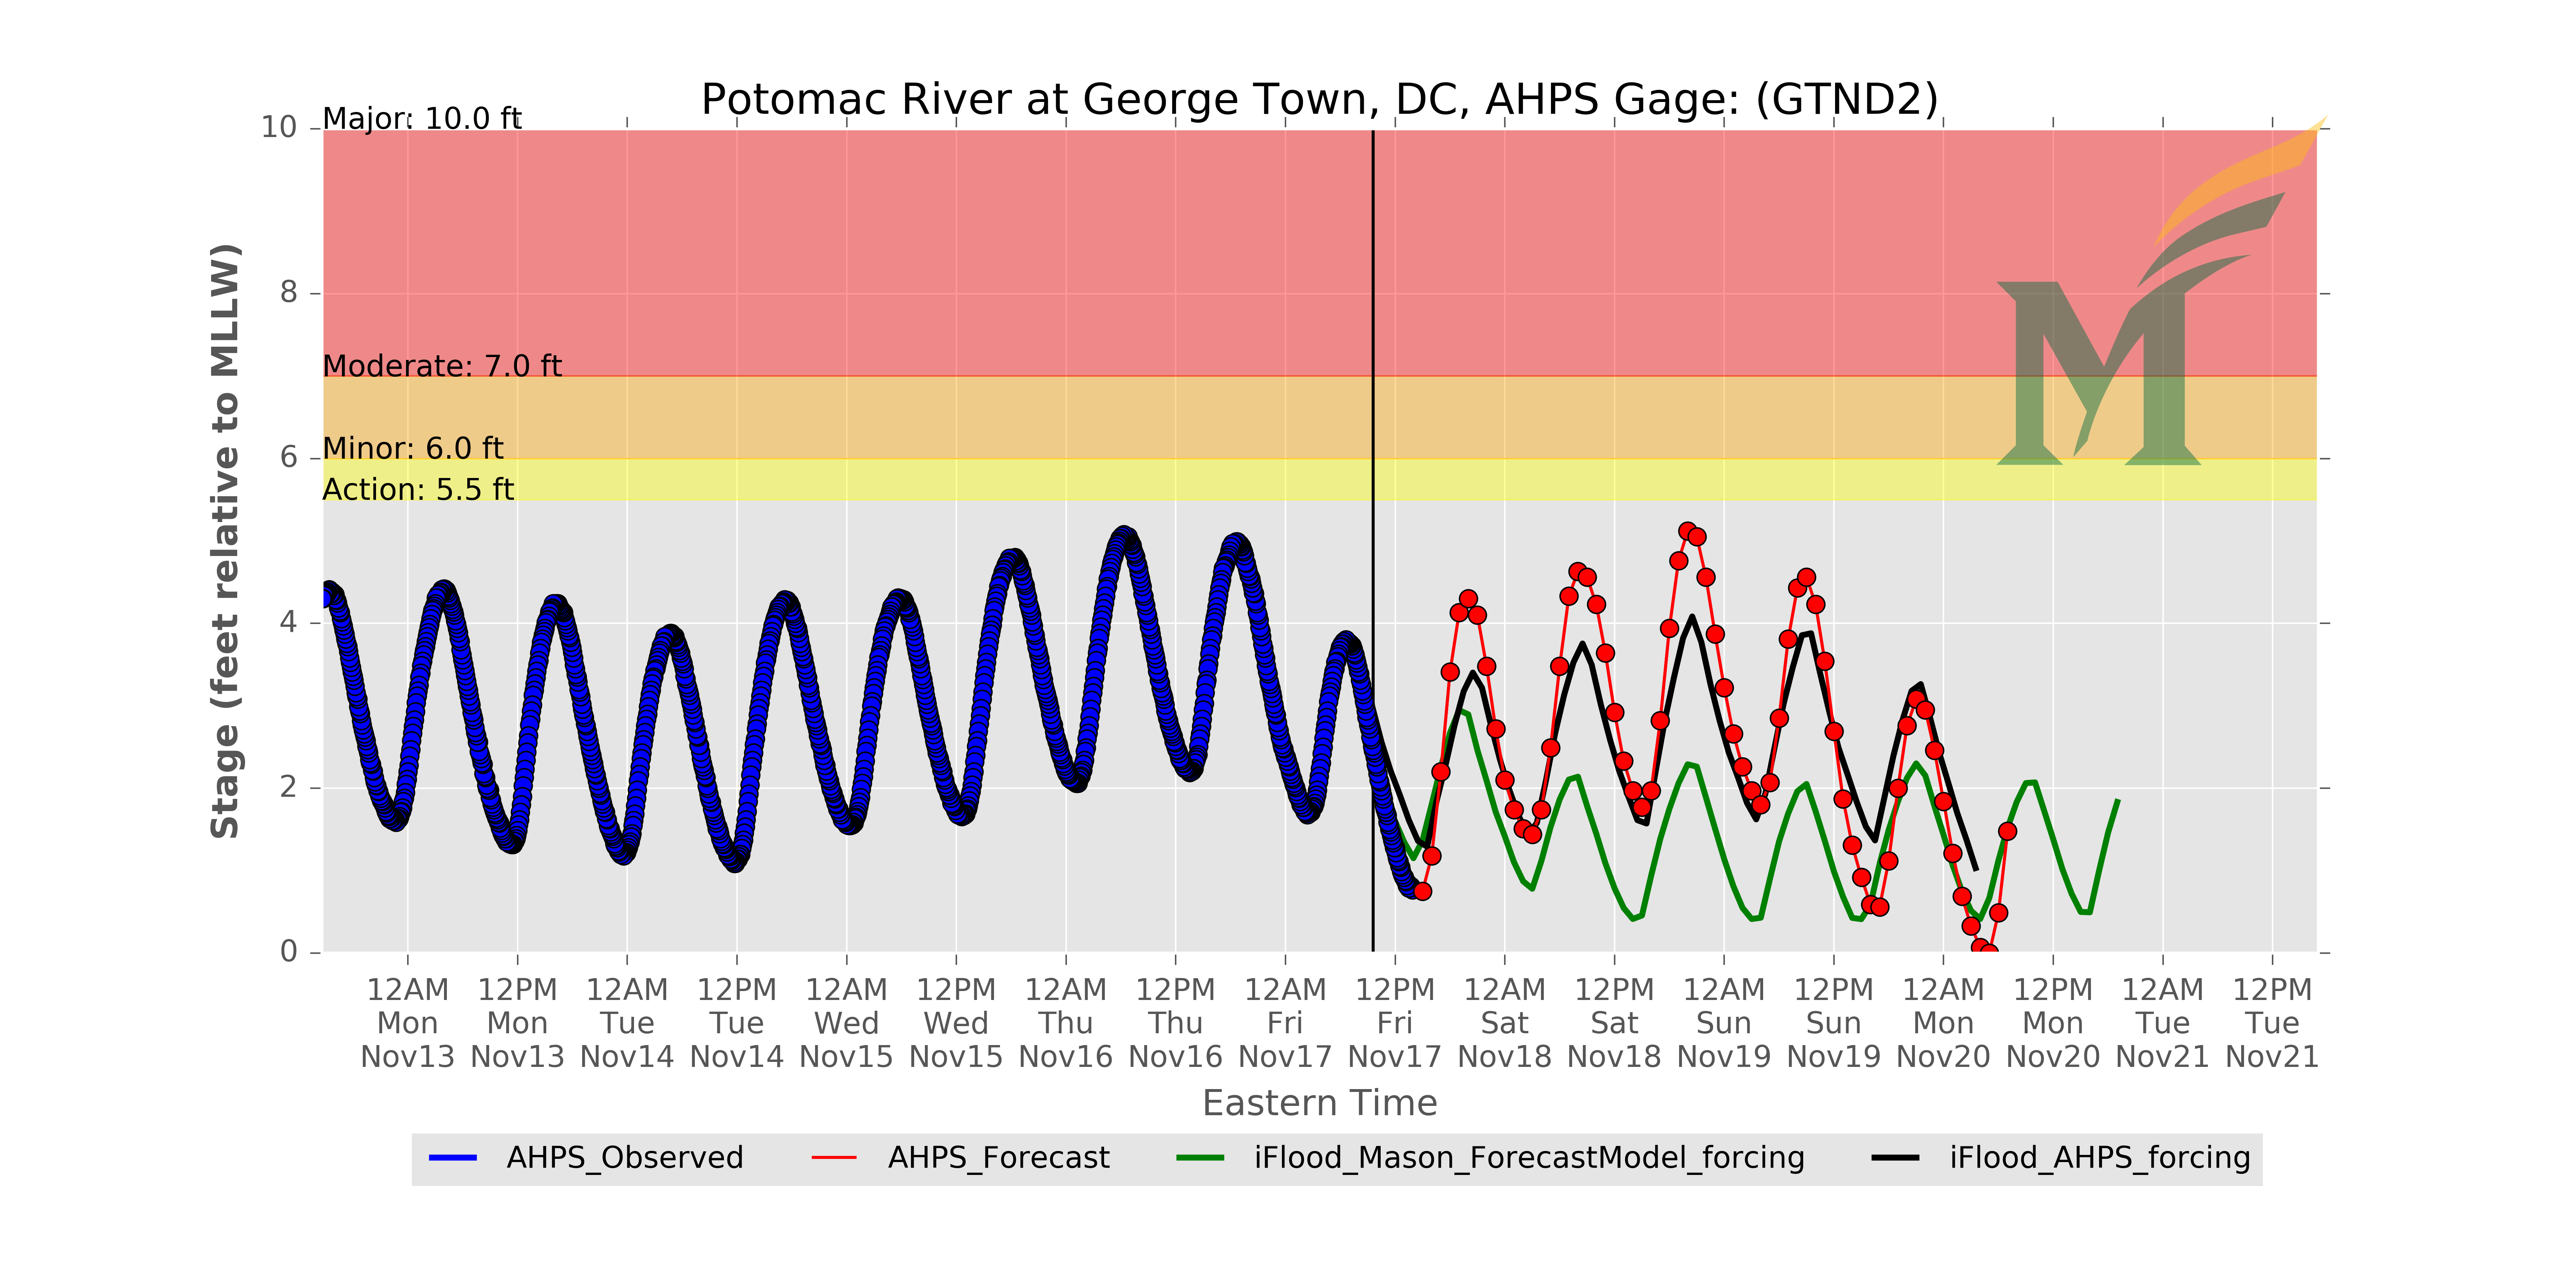 Potomac River at George Town, DC, AHPS Gage: (GTND2)
Stage (feet relative to MLLW)
10
8
6
4
2
0
Major: 10.0 ft
Moderate: 7.0 ft
Minor: 6.0 ft
Action: 5.5 ft
M
12AM 12PM 12AM 12PM 12AM 12PM 12AM 12PM 12AM 12PM 12AM 12PM 12AM 12PM 12AM 12PM 12AM 12PM
Mon Mon Tue Tue Wed Wed Thu Thu Fri Fri Sat Sat Sun Sun Mon Mon Tue Tue
Nov13 Nov13 Nov14 Nov14 Nov15 Nov15 Nov16 Nov16 Nov17 Nov17 Nov18 Nov18 Nov19 Nov19 Nov20 Nov20 Nov21 Nov21
Eastern Time
AHPS_Observed AHPS_Forecast iFlood_Mason_ForecastModel_forcing iFlood_AHPS_forcing